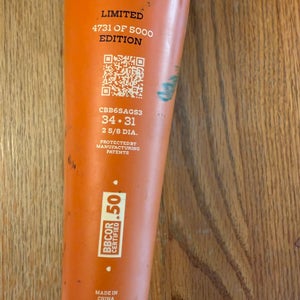 LIMITED
4731 OF 5000
EDITION
CBB6SAOS3
34 • 31
2 5/8 DIA.
PROTECTED BY
MANUFACTURING
PATENTS
BBCOR
CERTIFIED
.50
MADE IN
CHINA